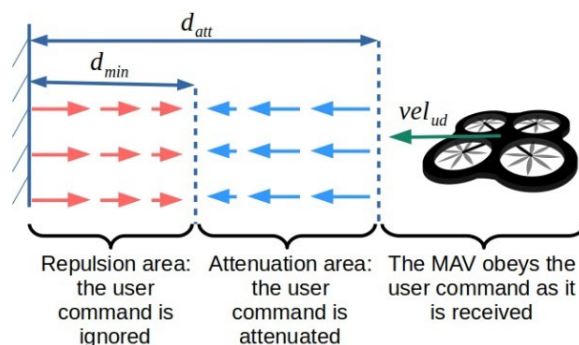 d_att
d_min
vel_ud
Repulsion area:
the user
command is
ignored
Attenuation area:
the user
command is
attenuated
The MAV obeys the
user command as it
is received